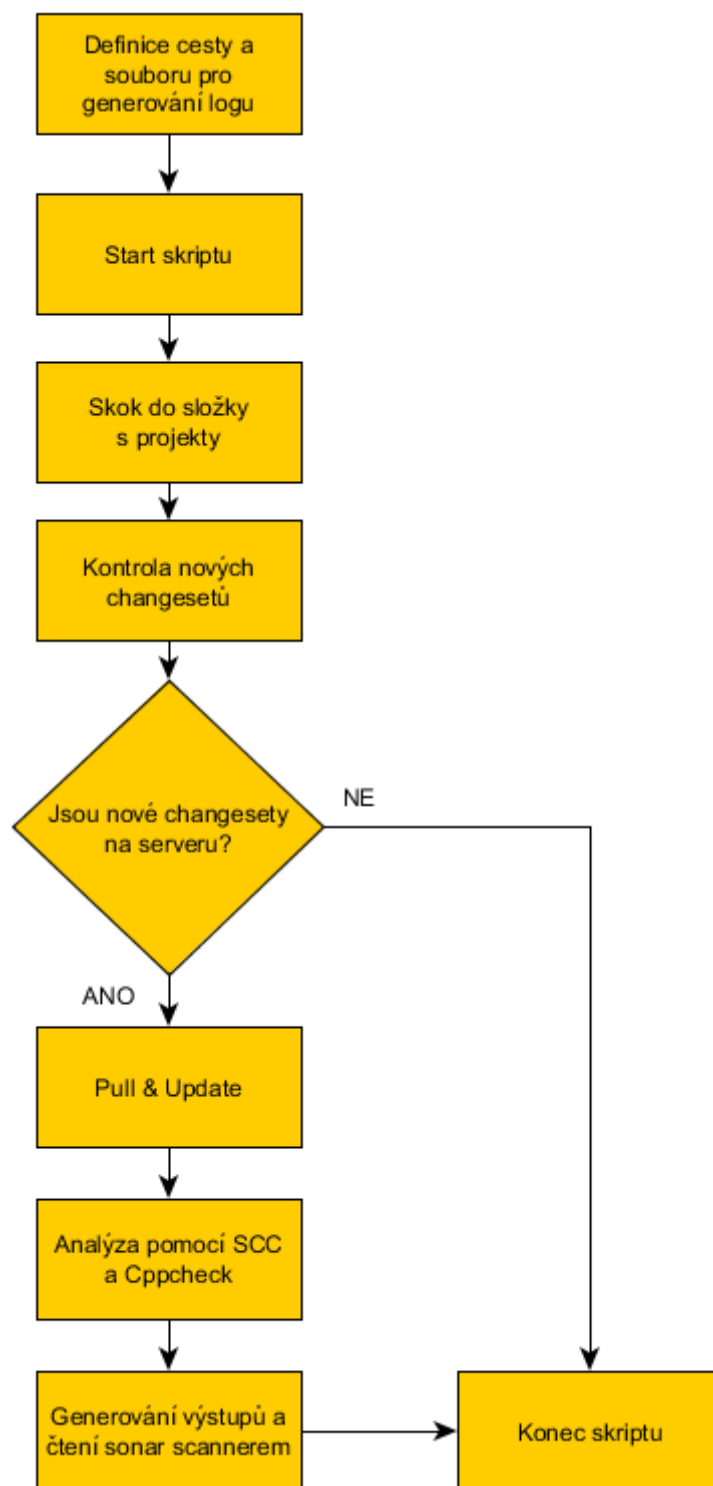 Definice cesty a
souboru pro
generování logu
Start skriptu
Skok do složky
s projekty
Kontrola nových
changesetů
Jsou nové changesety
na serveru?
NE
ANO
Pull & Update
Analýza pomocí SCC
a Cppcheck
Generování výstupů a
čtení sonar scannerem
Konec skriptu